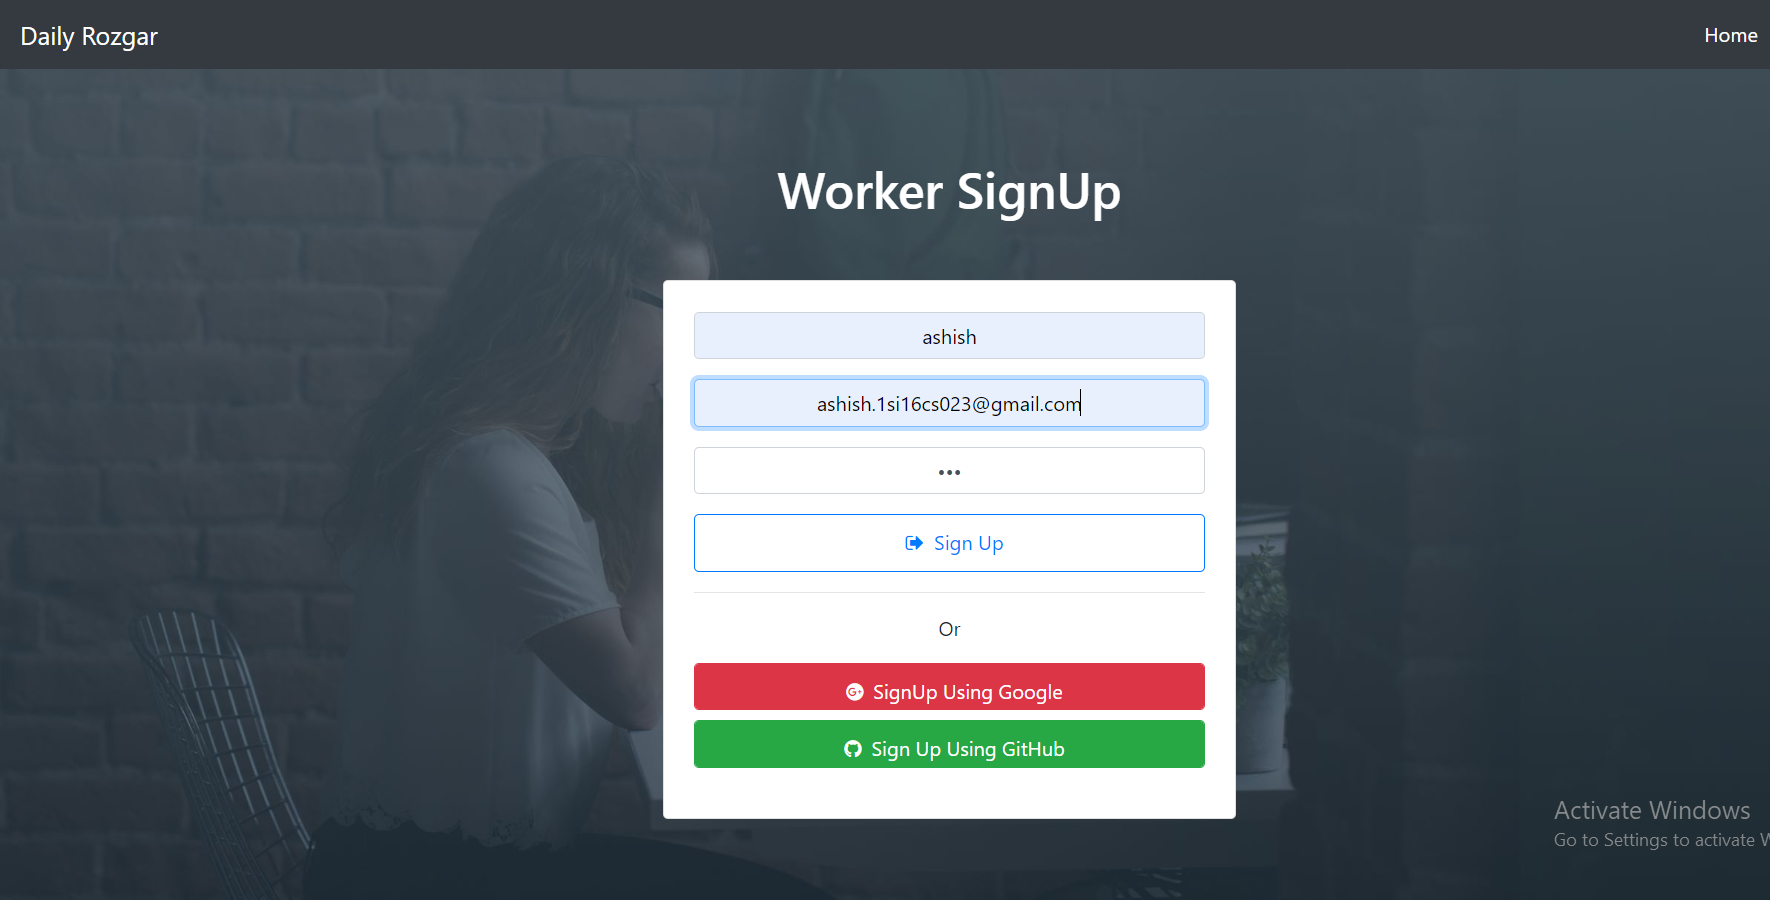 Daily Rozgar
Home
Worker SignUp
ashish
ashish.1si16cs023@gmail.com
•••
Sign Up
Or
SignUp Using Google
Sign Up Using GitHub
Activate Windows
Go to Settings to activate W